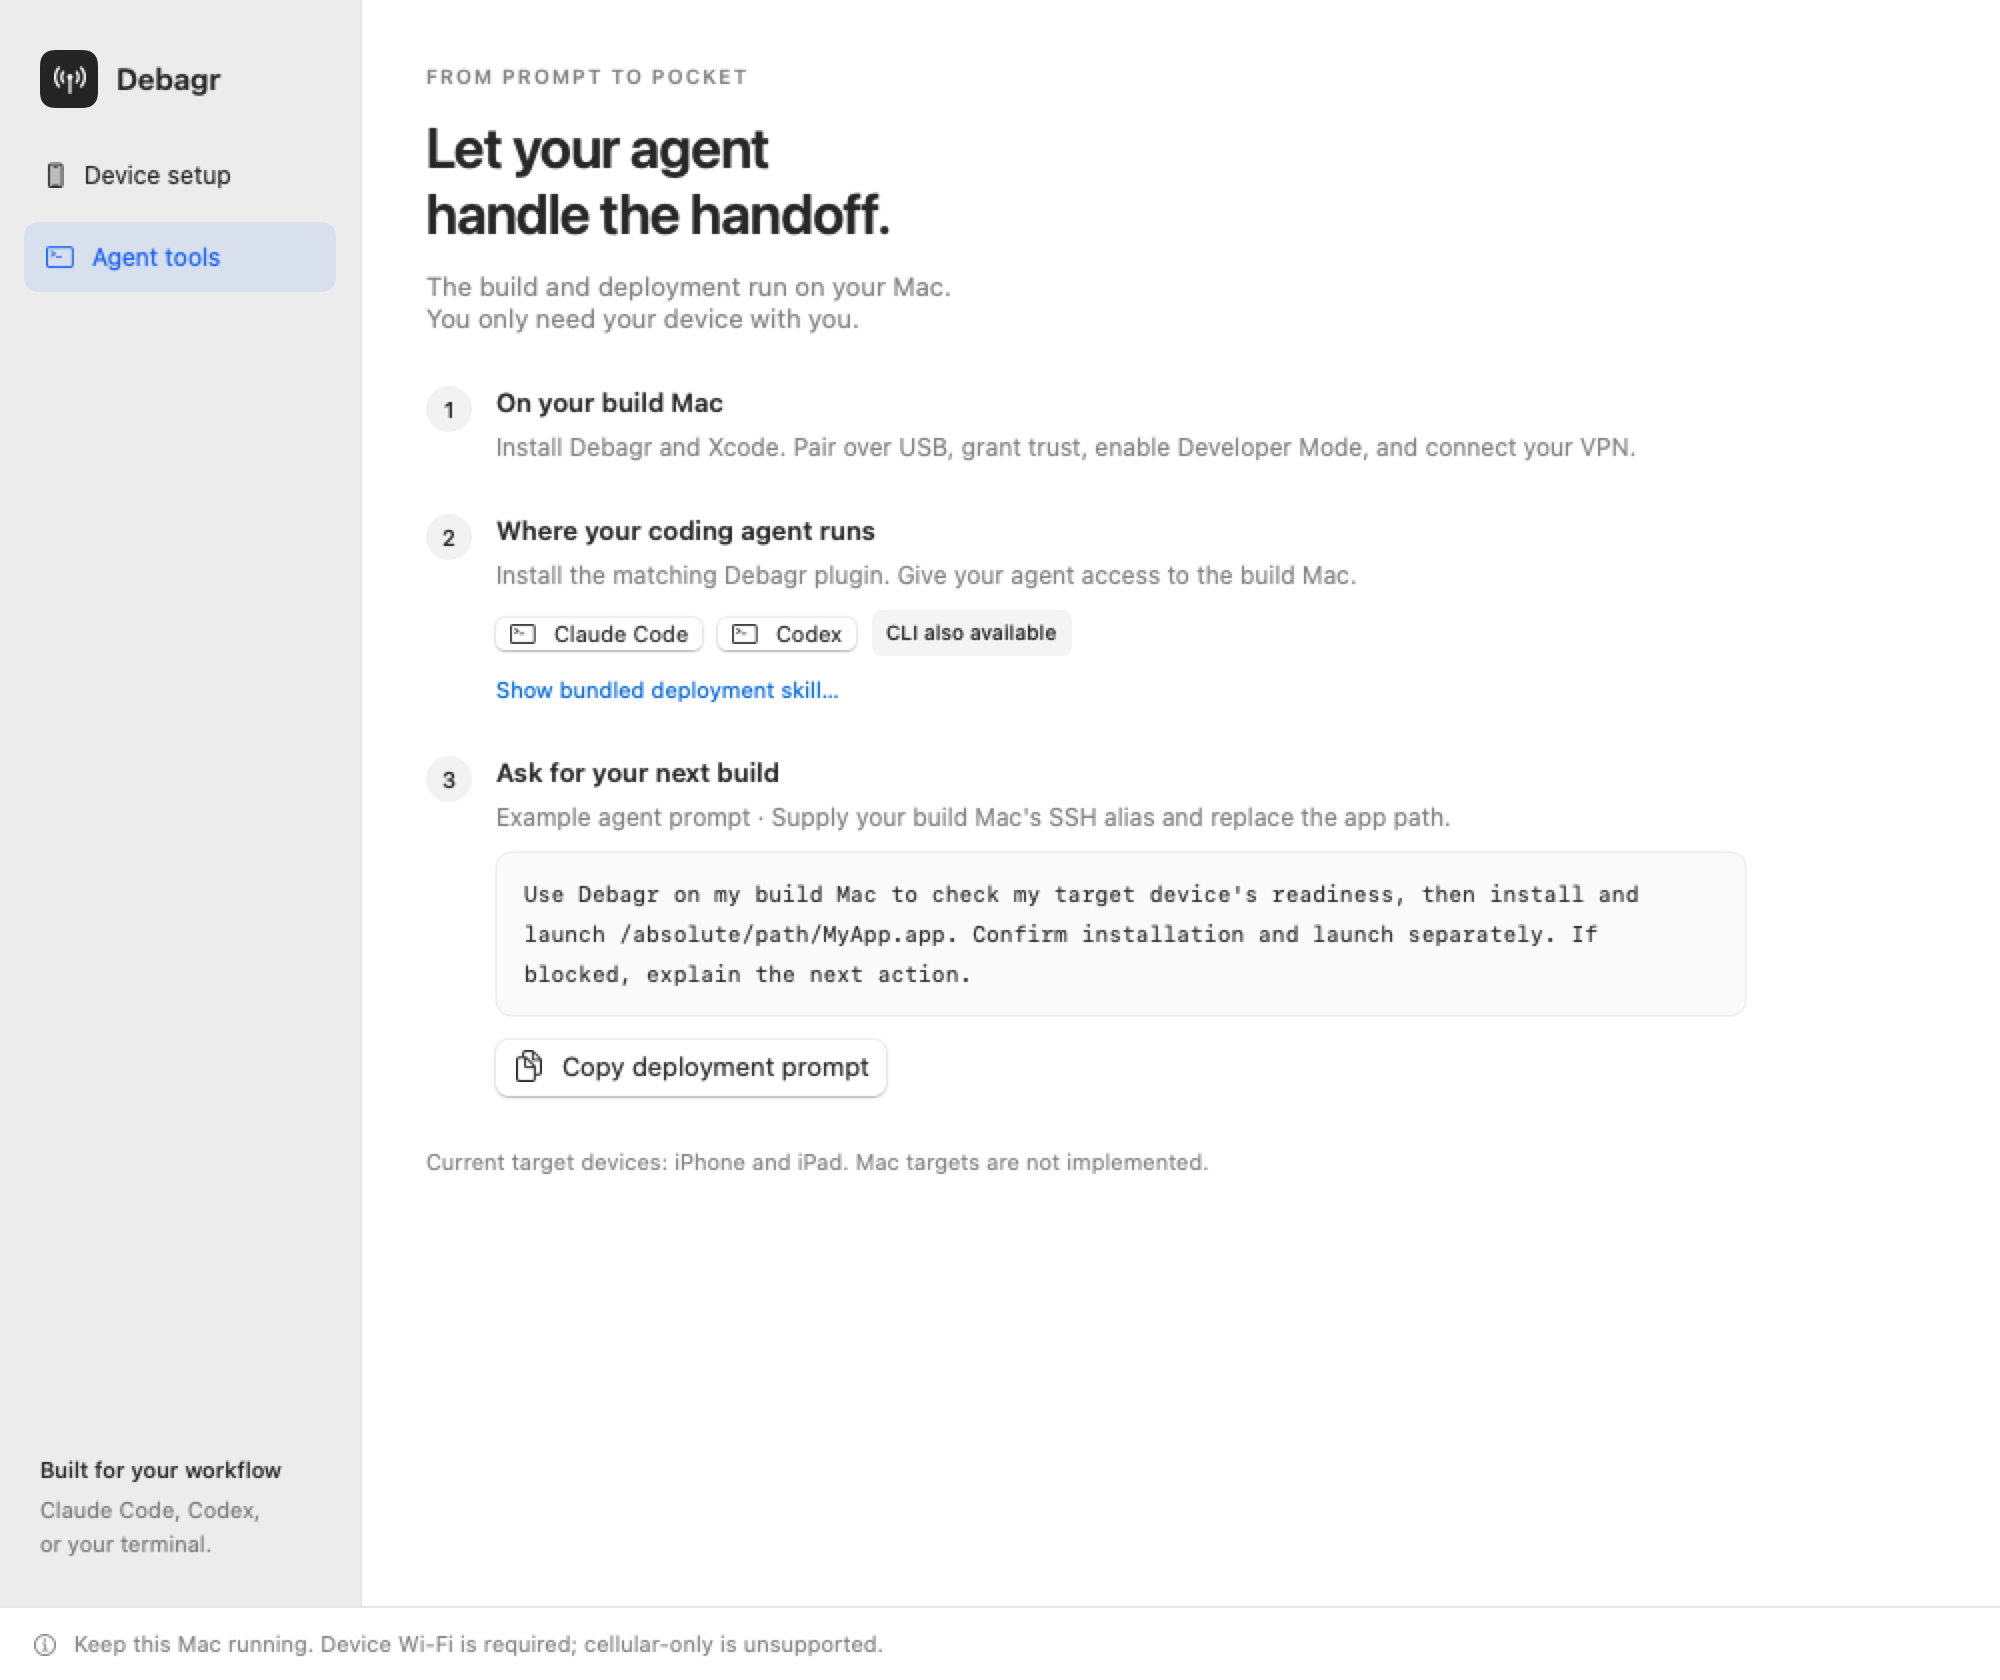 Debagr
Device setup
Agent tools
Built for your workflow
Claude Code, Codex,
or your terminal.
FROM PROMPT TO POCKET
Let your agent
handle the handoff.
The build and deployment run on your Mac.
You only need your device with you.
1
On your build Mac
Install Debagr and Xcode. Pair over USB, grant trust, enable Developer Mode, and connect your VPN.
2
Where your coding agent runs
Install the matching Debagr plugin. Give your agent access to the build Mac.
Claude Code
Codex
CLI also available
Show bundled deployment skill...
3
Ask for your next build
Example agent prompt · Supply your build Mac's SSH alias and replace the app path.
Use Debagr on my build Mac to check my target device's readiness, then install and
launch /absolute/path/MyApp.app. Confirm installation and launch separately. If
blocked, explain the next action.
Copy deployment prompt
Current target devices: iPhone and iPad. Mac targets are not implemented.
Keep this Mac running. Device Wi-Fi is required; cellular-only is unsupported.